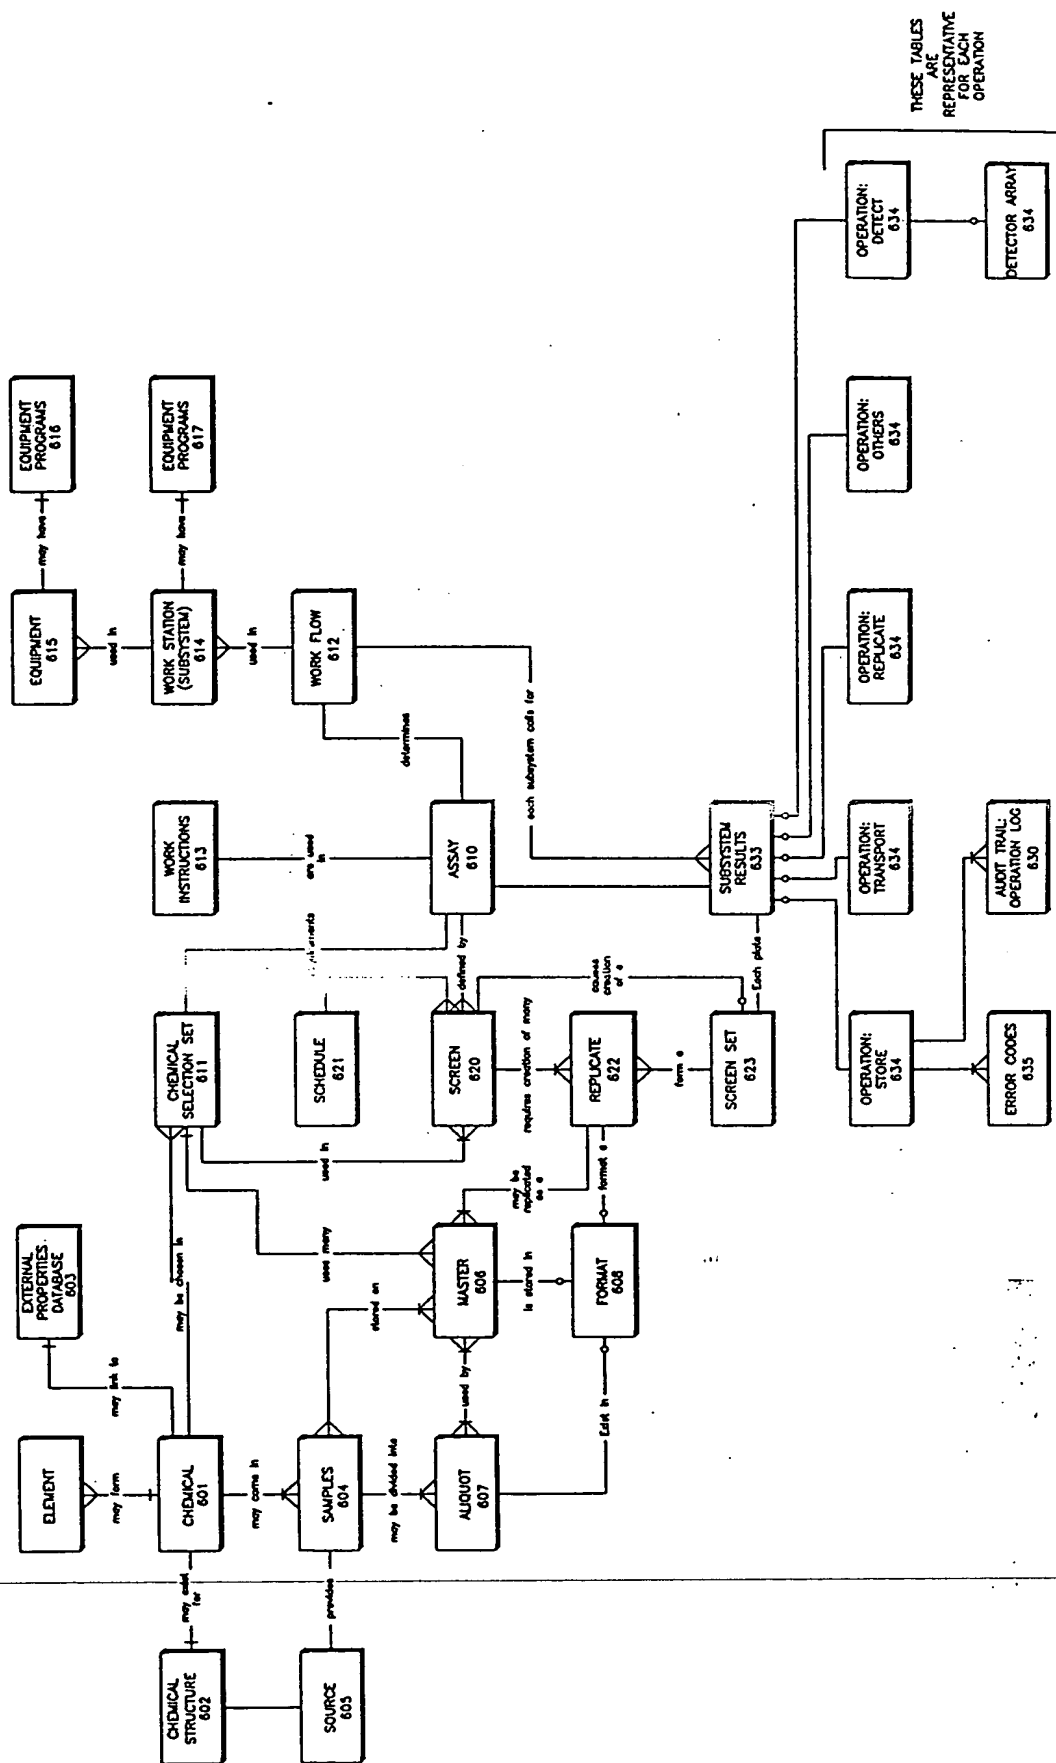 THESE TABLES
ARE
REPRESENTATIVE
FOR EACH
OPERATION
EQUIPMENT
PROGRAMS
616
EQUIPMENT
PROGRAMS
617
may have
may have
EQUIPMENT
615
used in
WORK STATION
(SUBSYSTEM)
614
used in
WORK FLOW
612
determines
each subsystem calls for
WORK
INSTRUCTIONS
613
are used
in
ASSAY
610
defined by
CHEMICAL
SELECTION SET
611
SCHEDULE
621
SCREEN
620
used in
requires creation of many
causes
creation
of a
REPLICATE
622
form a
SCREEN SET
623
Each plate
SUBSYSTEM
RESULTS
633
OPERATION:
DETECT
634
DETECTOR ARRAY
634
OPERATION:
OTHERS
634
OPERATION:
REPLICATE
634
OPERATION:
TRANSPORT
634
OPERATION:
STORE
634
AUDIT TRAIL:
OPERATION LOG
630
ERROR CODES
635
EXTERNAL
PROPERTIES
DATABASE
603
may link to
may be chosen in
used many
stored on
MASTER
606
may be
replicated
as a
is stored in
format a
FORMAT
608
ELEMENT
may form
CHEMICAL
601
may come in
SAMPLES
604
may be divided into
ALIQUOT
607
used by
Exist in
may exist
for
provides
CHEMICAL
STRUCTURE
602
SOURCE
605